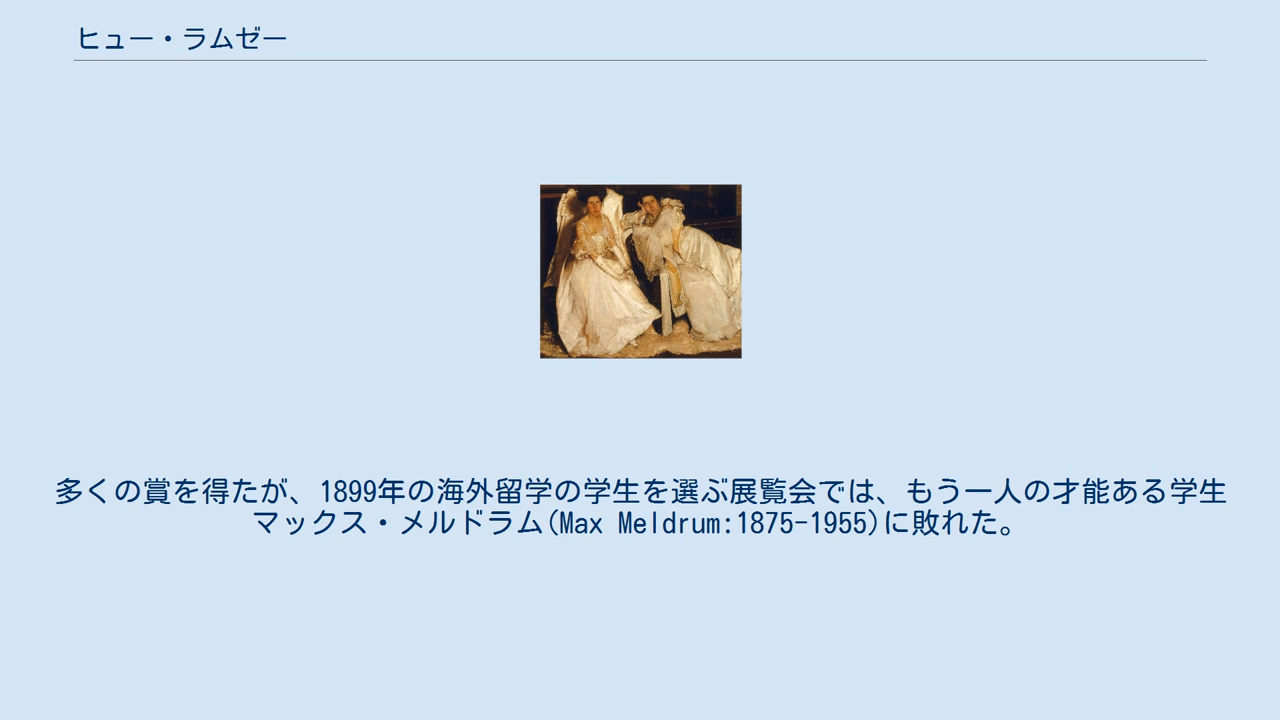 ヒュー・ラムゼー
多くの賞を得たが、1899年の海外留学の学生を選ぶ展覧会では、もう一人の才能ある学生
マックス・メルドラム(Max Meldrum:1875-1955)に敗れた。